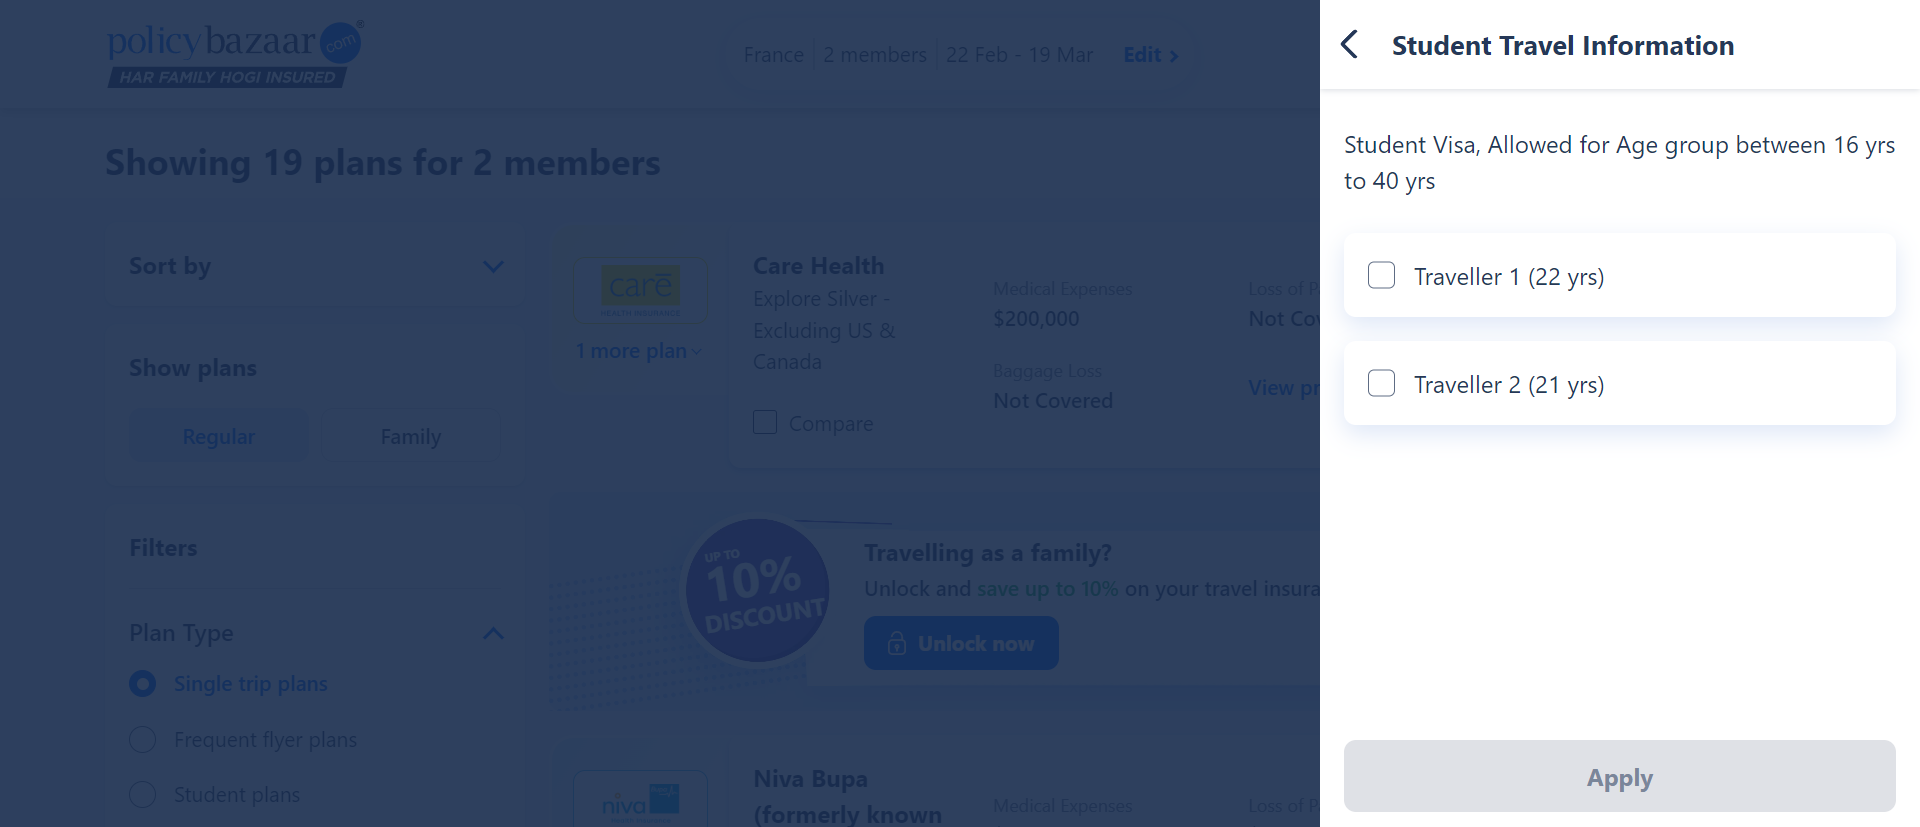 policybazaar.com®
HAR FAMILY HOGI INSURED
France 2 members 22 Feb - 19 Mar Edit
Showing 19 plans for 2 members
Sort by
Show plans
Regular Family
Filters
Plan Type
Single trip plans
Frequent flyer plans
Student plans
care
HEALTH INSURANCE
1 more plan
Care Health
Explore Silver -
Excluding US &
Canada
Compare
Medical Expenses
$200,000
Baggage Loss
Not Covered
Loss of P
Not Co
View pr
UP TO
10%
DISCOUNT
Travelling as a family?
Unlock and save up to 10% on your travel insura
Unlock now
niva
Niva Bupa
(formerly known
Medical Expenses
Loss of P
Student Travel Information
Student Visa, Allowed for Age group between 16 yrs
to 40 yrs
Traveller 1 (22 yrs)
Traveller 2 (21 yrs)
Apply